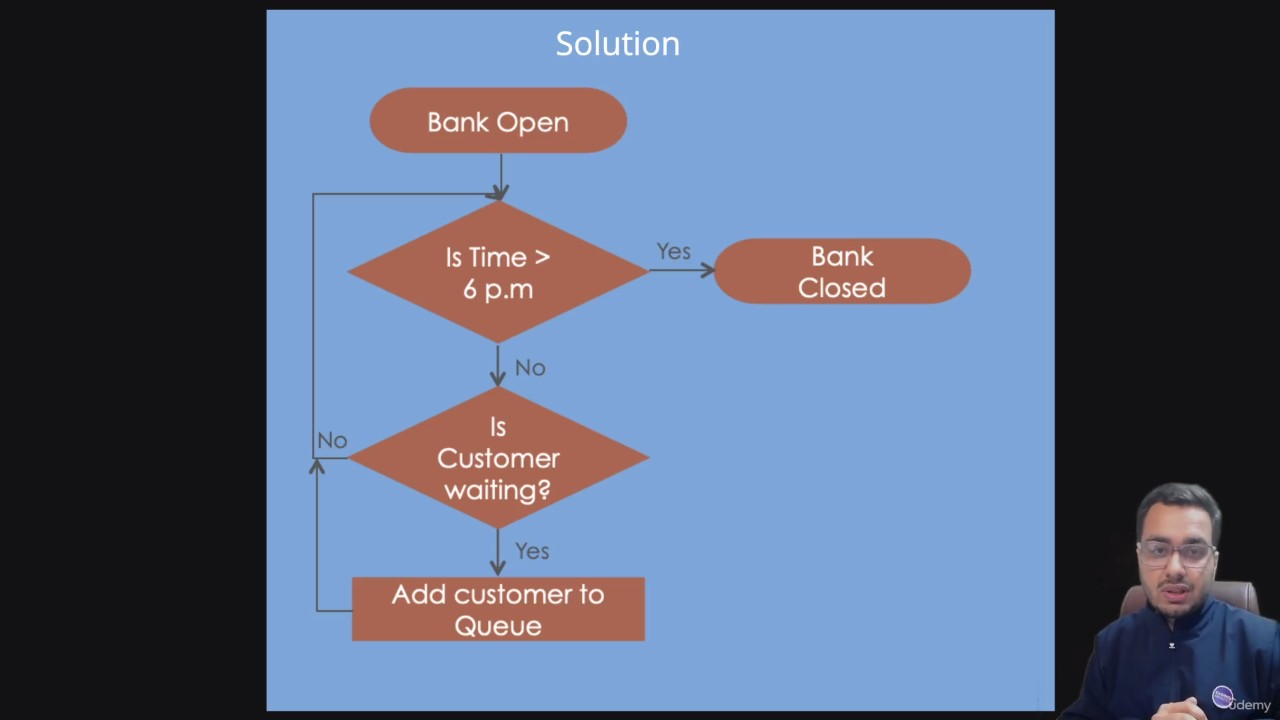 Solution
Bank Open
Is Time >
6 p.m
Yes
Bank
Closed
No
Is
Customer
waiting?
No
Yes
Add customer to
Queue
ûdemy